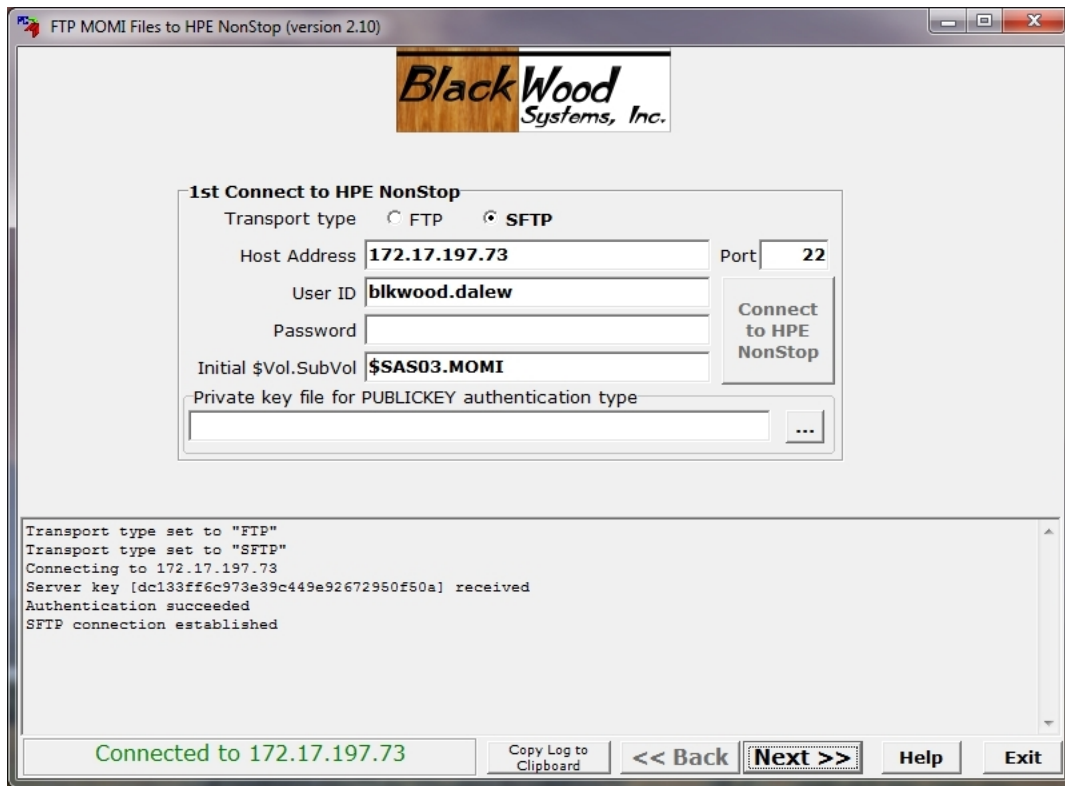 FTP MOMI Files to HPE NonStop (version 2.10)
BlackWood
Systems, Inc.
1st Connect to HPE NonStop
Transport type FTP SFTP
Host Address 172.17.197.73 Port 22
User ID blkwood.dalew
Password
Connect
to HPE
NonStop
Initial $Vol.SubVol $SAS03.MOMI
Private key file for PUBLICKEY authentication type
...
Transport type set to "FTP"
Transport type set to "SFTP"
Connecting to 172.17.197.73
Server key [dc133ff6c973e39c449e92672950f50a] received
Authentication succeeded
SFTP connection established
Connected to 172.17.197.73
Copy Log to
Clipboard
<< Back
Next >>
Help
Exit